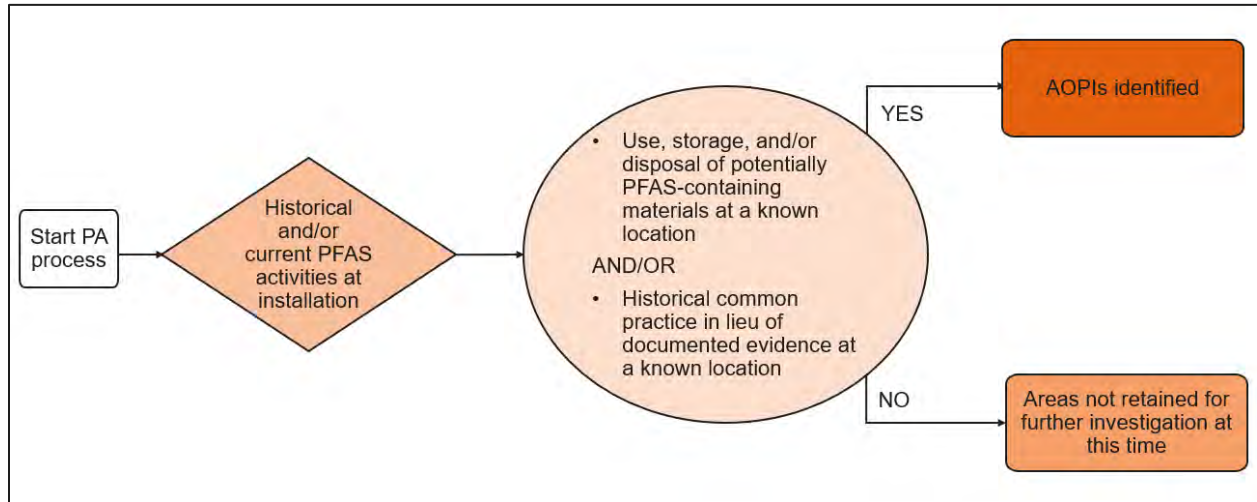 Start PA
process
Historical
and/or
current PFAS
activities at
installation
• Use, storage, and/or
disposal of potentially
PFAS-containing
materials at a known
location
AND/OR
• Historical common
practice in lieu of
documented evidence at
a known location
YES
AOPIs identified
NO
Areas not retained for
further investigation at
this time